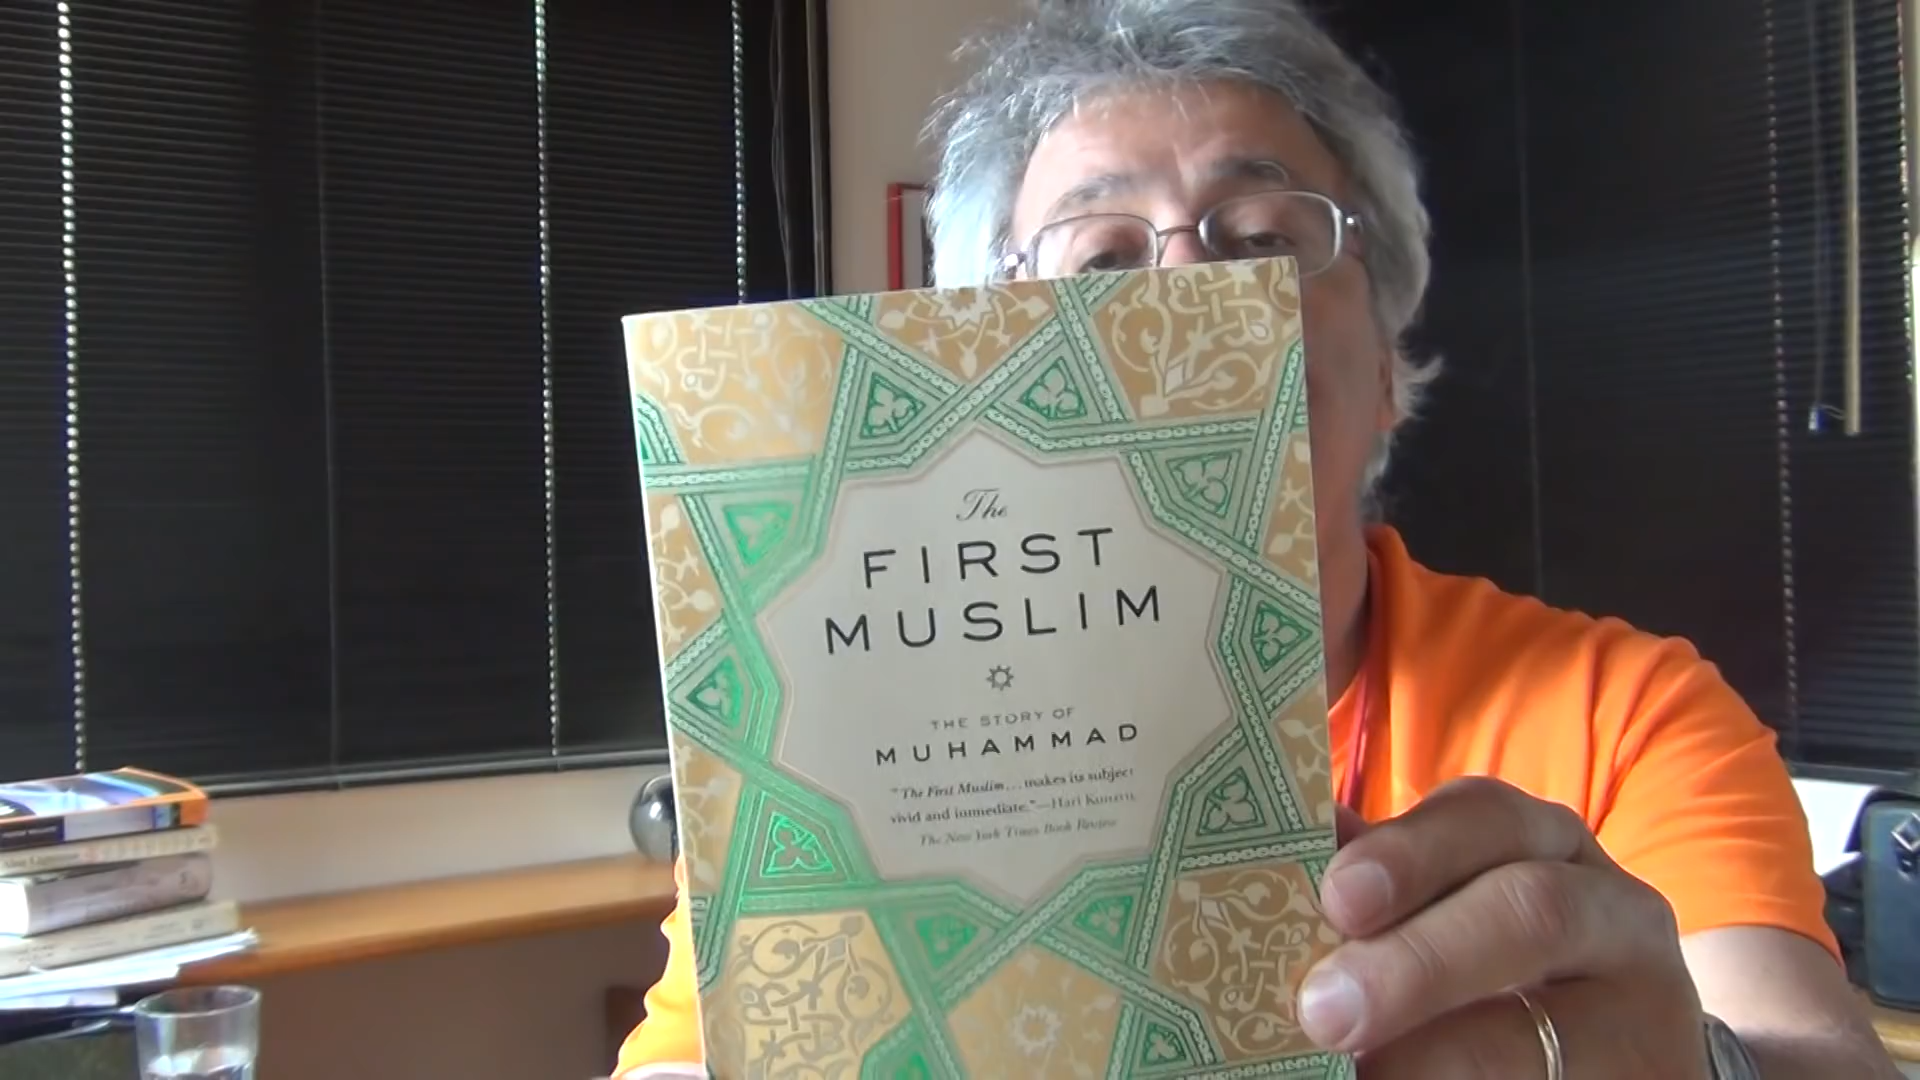 The
FIRST
MUSLIM
THE STORY OF
MUHAMMAD
"The First Muslim... makes its subject
vivid and immediate."—Hari Kunzru,
The New York Times Book Review